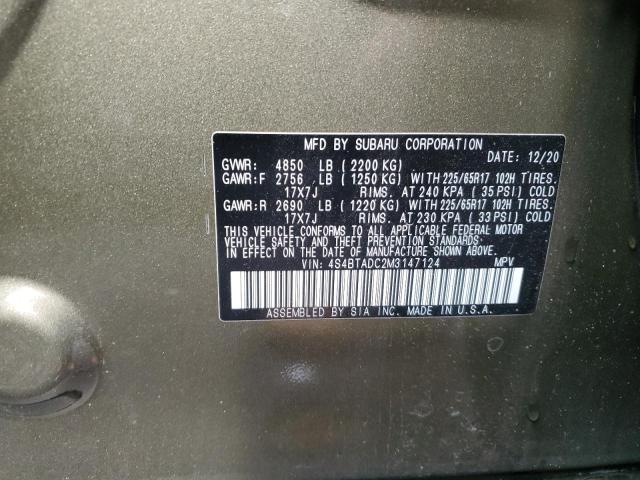 MFD BY SUBARU CORPORATION
DATE: 12/20
GVWR: 4850 LB (2200 KG)
GAWR:F 2756 LB (1250 KG) WITH 225/65R17 102H TIRES.
17X7J RIMS. AT 240 KPA (35 PSI) COLD
GAWR:R 2690 LB (1220 KG) WITH 225/65R17 102H TIRES.
17X7J RIMS. AT 230 KPA (33 PSI) COLD
THIS VEHICLE CONFORMS TO ALL APPLICABLE FEDERAL MOTOR
VEHICLE SAFETY AND THEFT PREVENTION STANDARDS
IN EFFECT ON THE DATE OF MANUFACTURE SHOWN ABOVE.
VIN: 4S4BTADC2M3147124 MPV
ASSEMBLED BY SIA INC. MADE IN U.S.A.